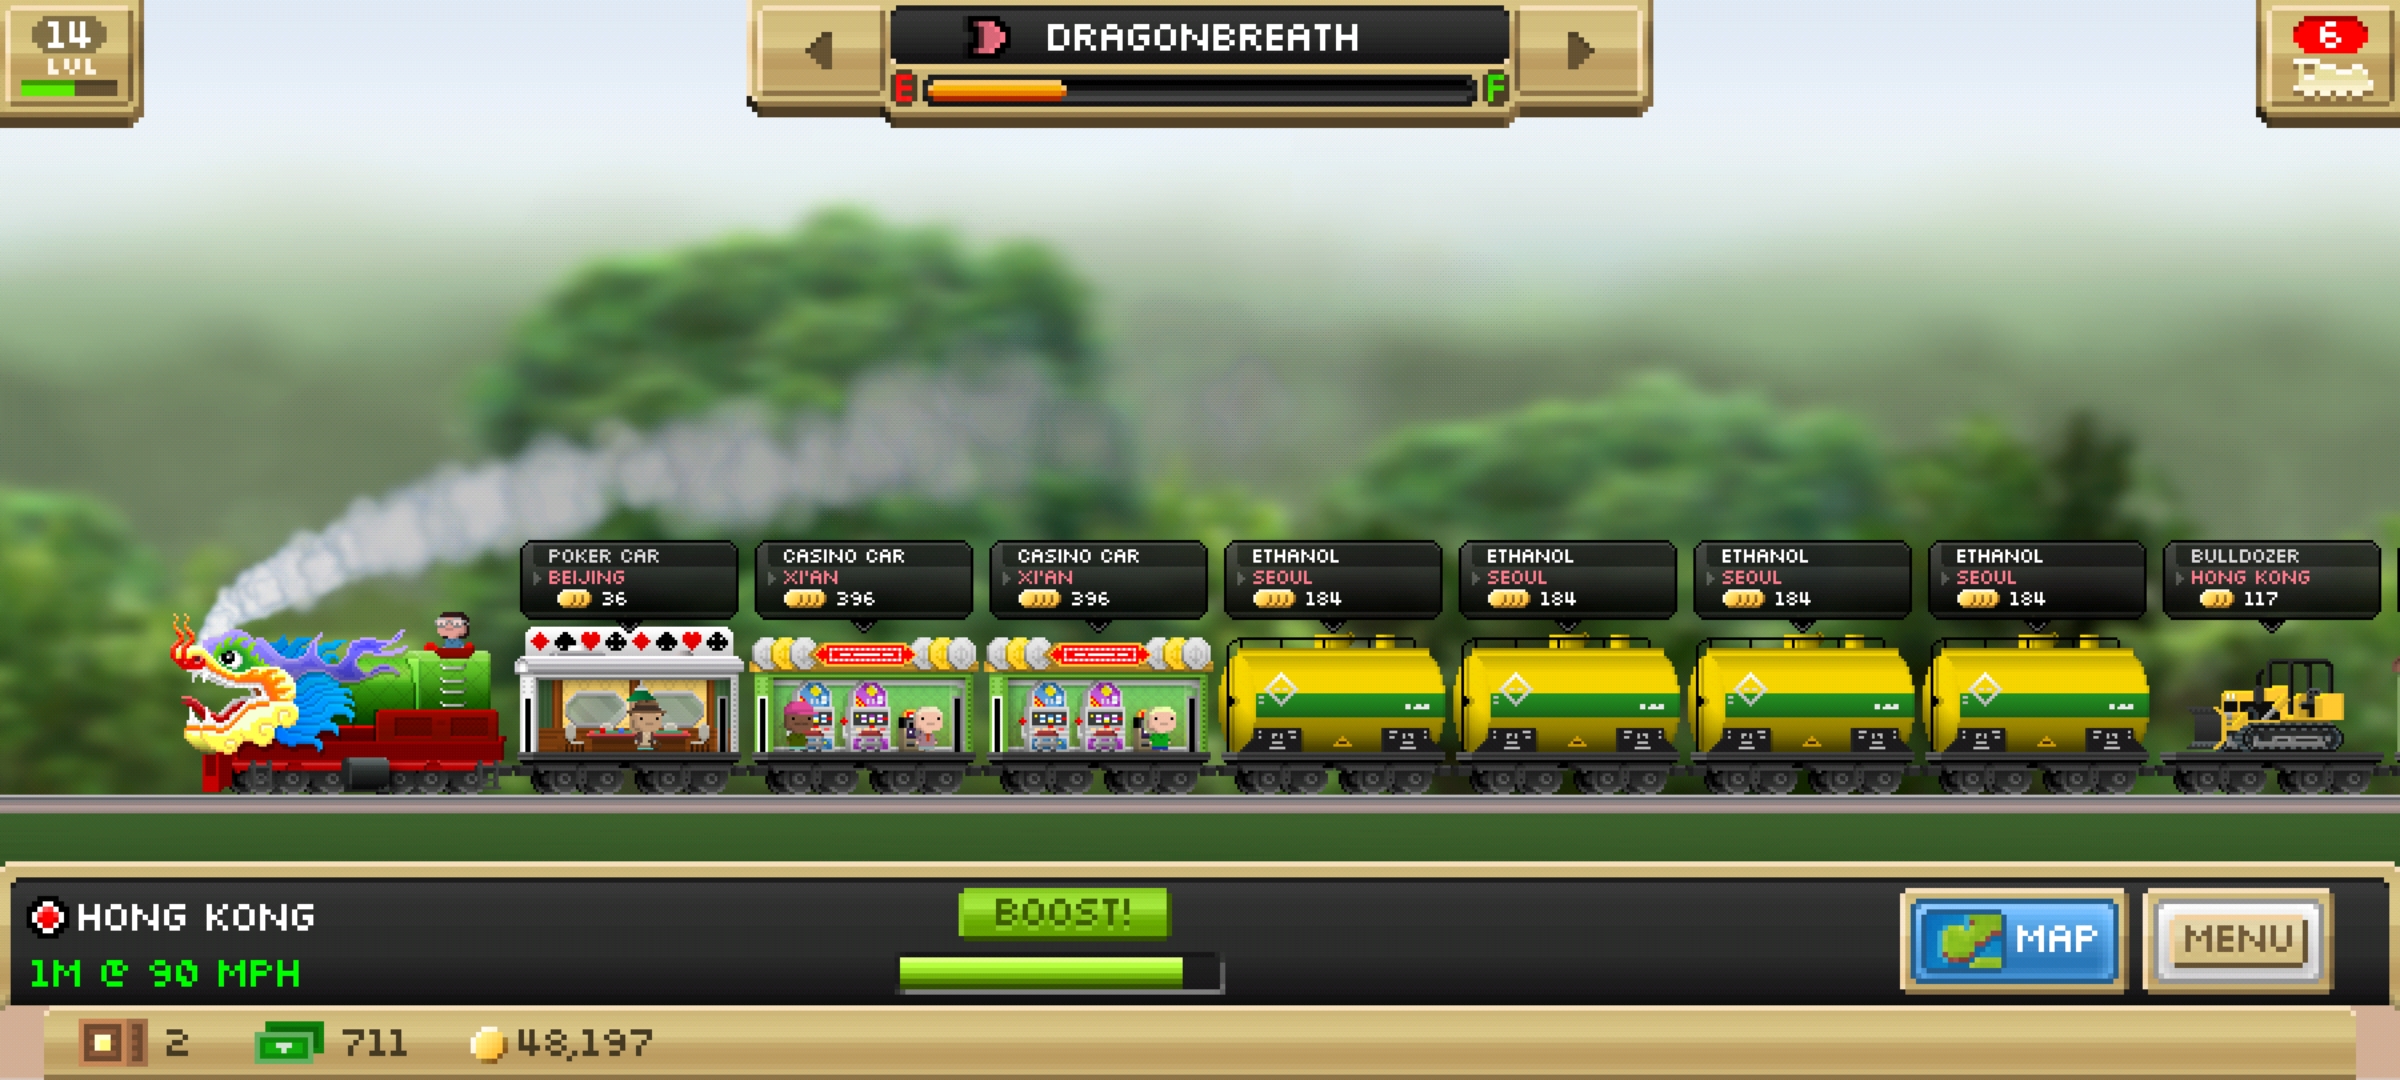 14
LVL
DRAGONBREATH
E
F
6
POKER CAR
BEIJING
36
CASINO CAR
XI'AN
396
CASINO CAR
XI'AN
396
ETHANOL
SEOUL
184
ETHANOL
SEOUL
184
ETHANOL
SEOUL
184
ETHANOL
SEOUL
184
BULLDOZER
HONG KONG
117
HONG KONG
1M @ 90 MPH
BOOST!
MAP
MENU
2
711
48,197